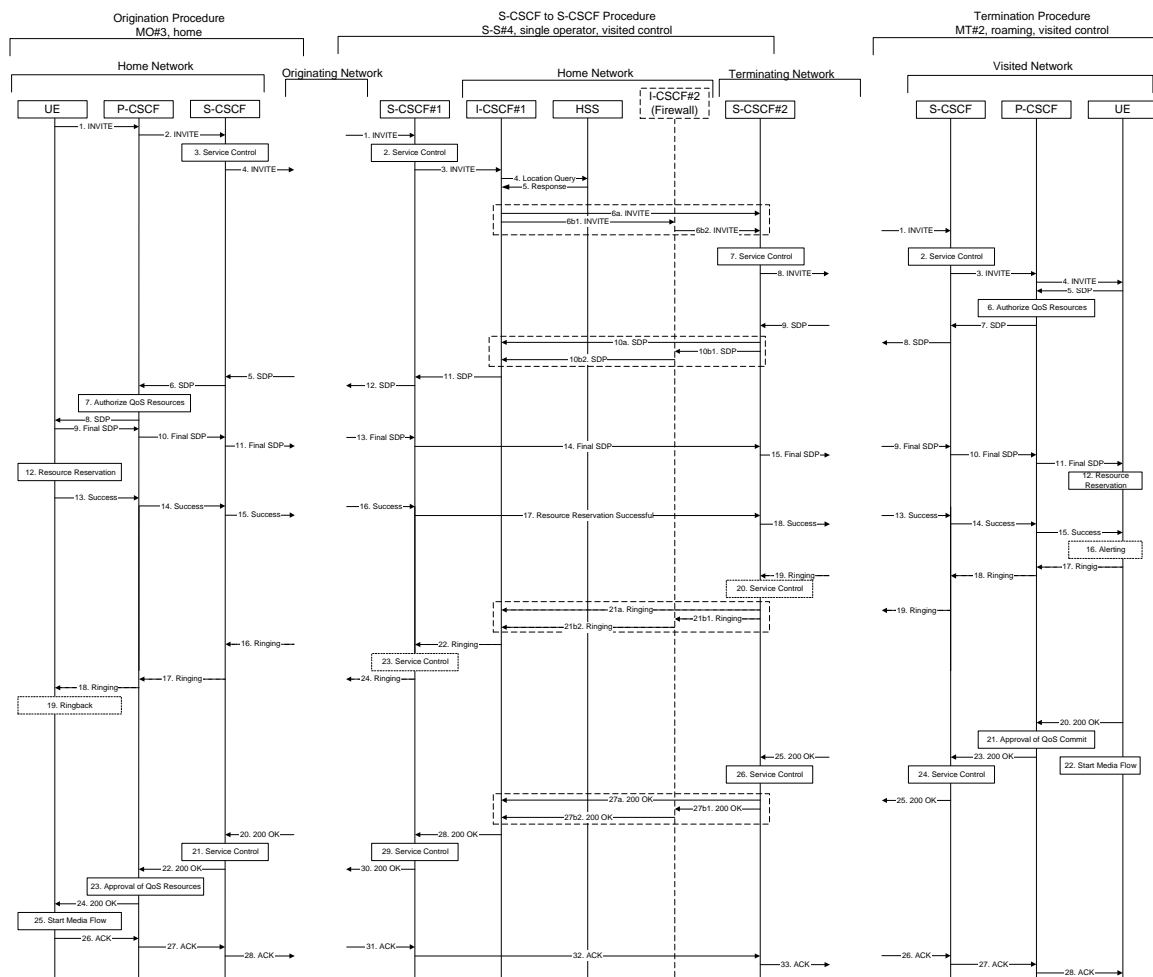 Origination Procedure
MO#3, home
S-CSCF to S-CSCF Procedure
S-S#4, single operator, visited control
Termination Procedure
MT#2, roaming, visited control
Home Network
Originating Network
Home Network
Terminating Network
Visited Network
UE
P-CSCF
S-CSCF
S-CSCF#1
I-CSCF#1
HSS
I-CSCF#2
(Firewall)
S-CSCF#2
S-CSCF
P-CSCF
UE
1. INVITE
2. INVITE
3. Service Control
4. INVITE
5. SDP
6. SDP
7. Authorize QoS Resources
8. SDP
9. Final SDP
10. Final SDP
11. Final SDP
12. Resource Reservation
13. Success
14. Success
15. Success
16. Ringing
17. Ringing
18. Ringing
19. Ringback
20. 200 OK
21. Service Control
22. 200 OK
23. Approval of QoS Resources
24. 200 OK
25. Start Media Flow
26. ACK
27. ACK
28. ACK
1. INVITE
2. Service Control
3. INVITE
4. Location Query
5. Response
6a. INVITE
6b1. INVITE
6b2. INVITE
7. Service Control
8. INVITE
9. SDP
10a. SDP
10b1. SDP
10b2. SDP
11. SDP
12. SDP
13. Final SDP
14. Final SDP
15. Final SDP
16. Success
17. Resource Reservation Successful
18. Success
19. Ringing
20. Service Control
21a. Ringing
21b1. Ringing
21b2. Ringing
22. Ringing
23. Service Control
24. Ringing
25. 200 OK
26. Service Control
27a. 200 OK
27b1. 200 OK
27b2. 200 OK
28. 200 OK
29. Service Control
30. 200 OK
31. ACK
32. ACK
33. ACK
1. INVITE
2. Service Control
3. INVITE
4. INVITE
5. SDP
6. Authorize QoS Resources
7. SDP
8. SDP
9. Final SDP
10. Final SDP
11. Final SDP
12. Resource
Reservation
13. Success
14. Success
15. Success
16. Alerting
17. Ringig
18. Ringing
19. Ringing
20. 200 OK
21. Approval of QoS Commit
22. Start Media Flow
23. 200 OK
24. Service Control
25. 200 OK
26. ACK
27. ACK
28. ACK